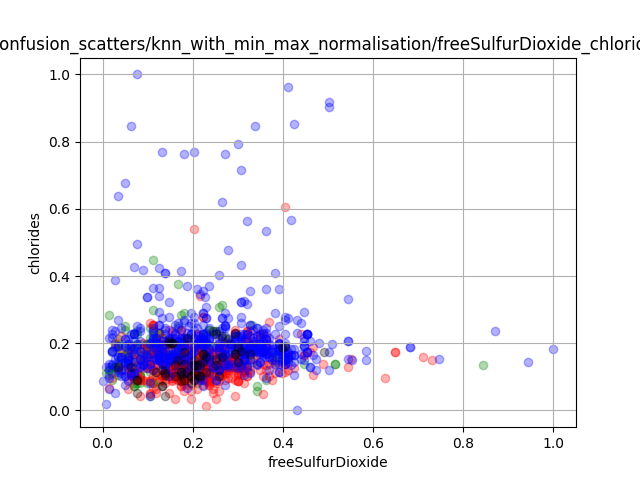 onfusion_scatters/knn_with_min_max_normalisation/freeSulfurDioxide_chlori
1.0
0.8
0.6
0.4
0.2
0.0
chlorides
0.0 0.2 0.4 0.6 0.8 1.0
freeSulfurDioxide